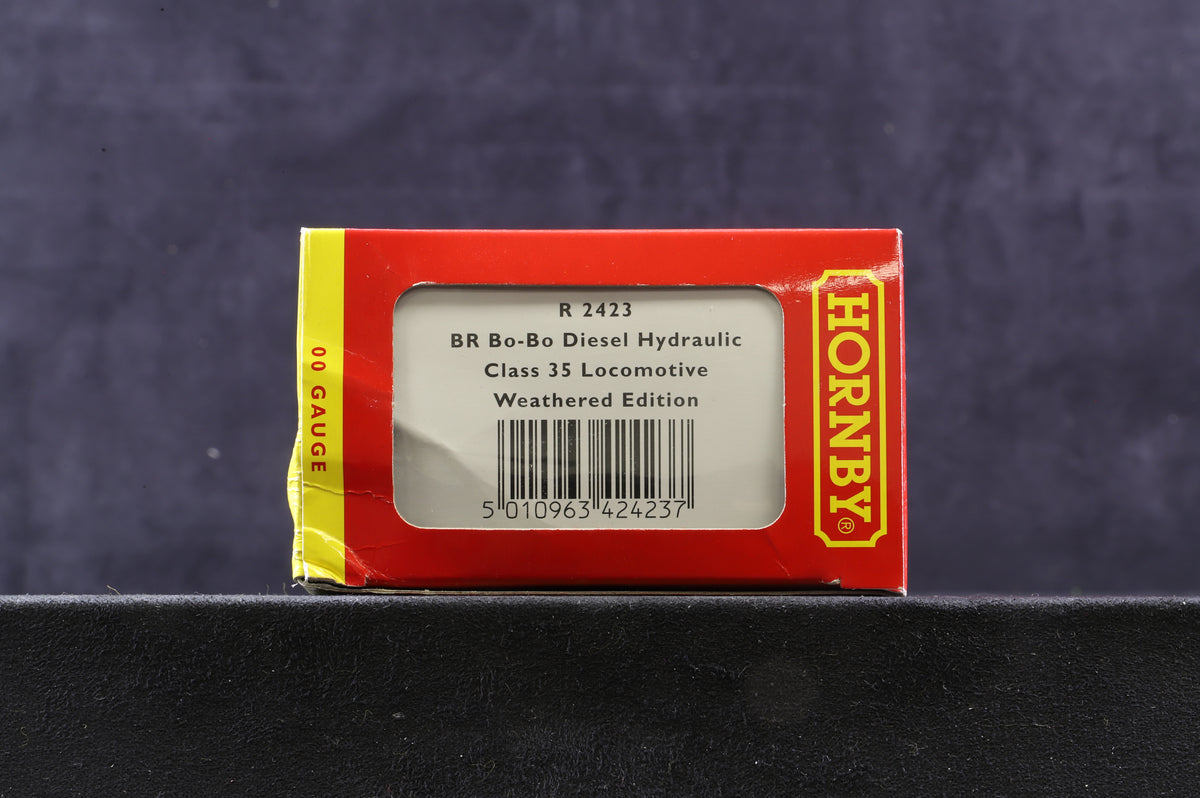 00 GAUGE
R 2423
BR Bo-Bo Diesel Hydraulic
Class 35 Locomotive
Weathered Edition
5 010963 424237
HORNBY®